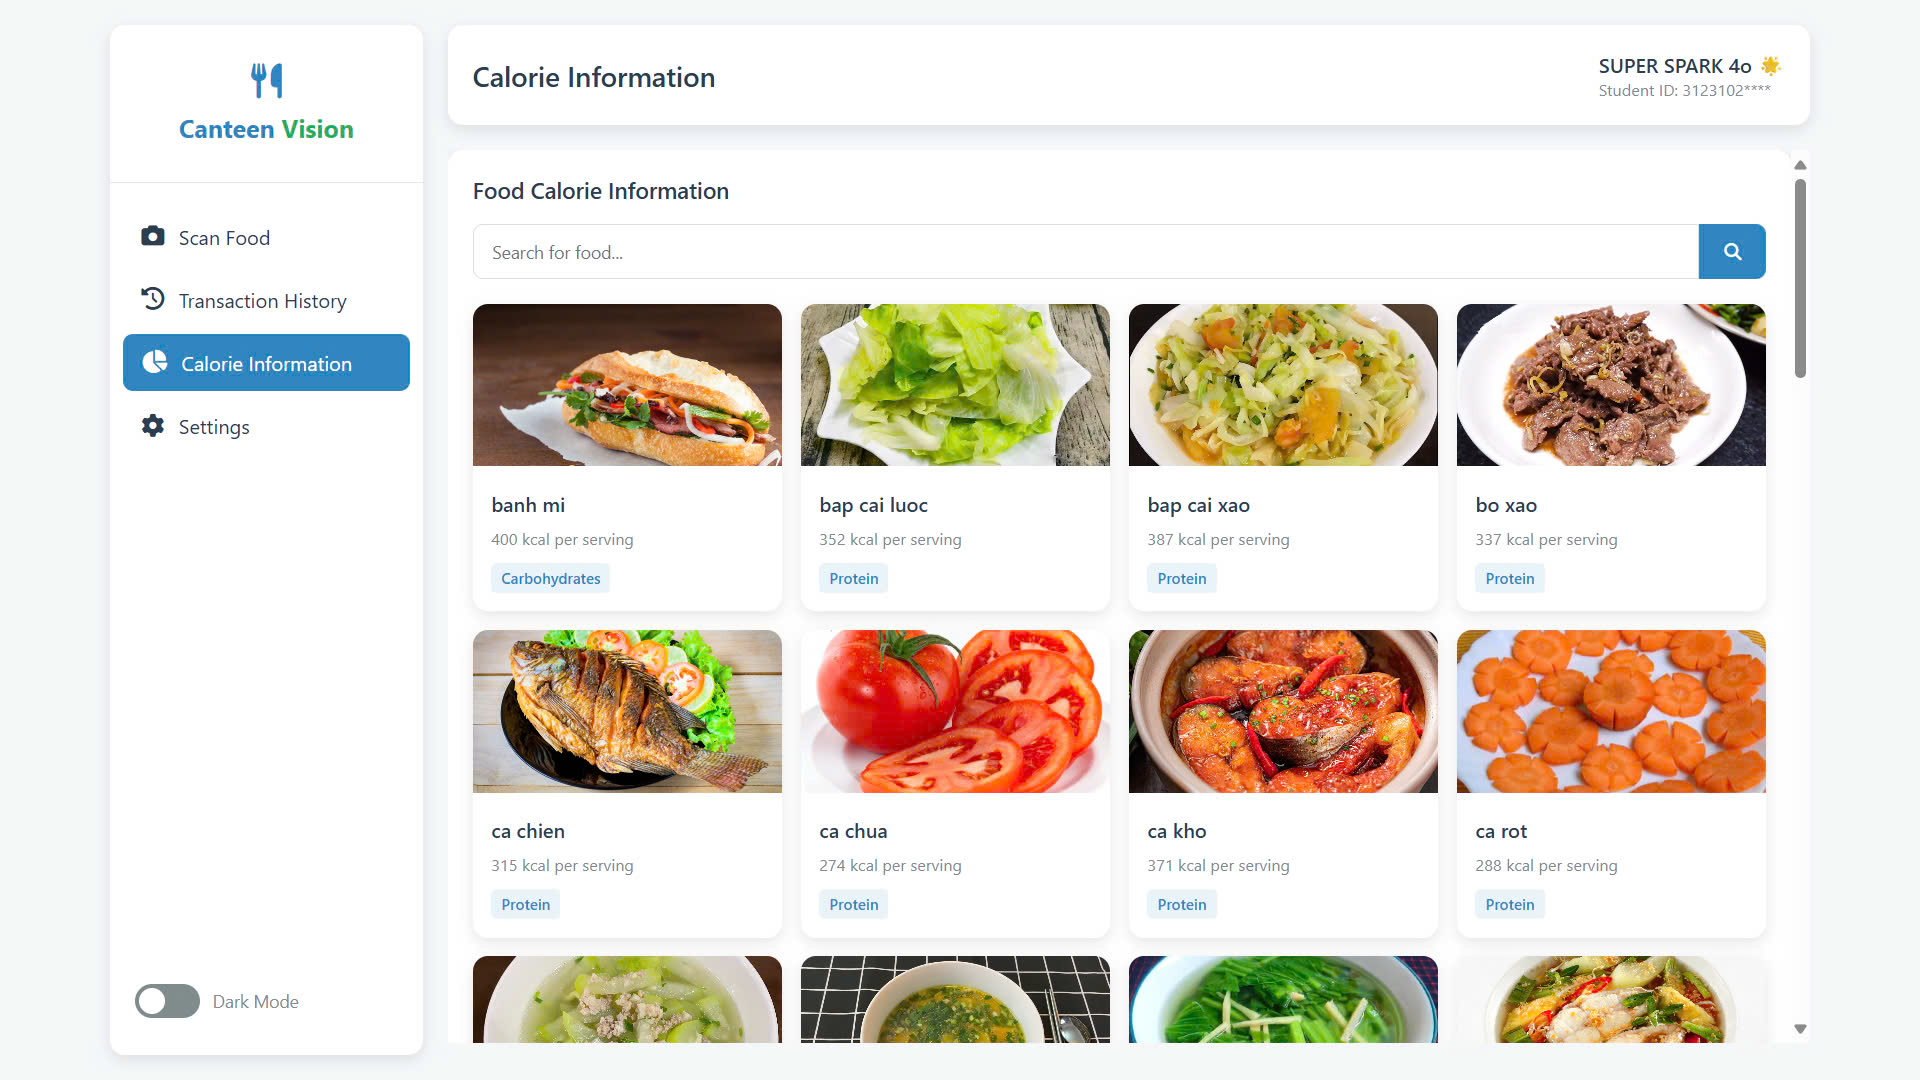 Canteen Vision
Scan Food
Transaction History
Calorie Information
Settings
Dark Mode
Calorie Information
SUPER SPARK 4o 🌟
Student ID: 3123102****
Food Calorie Information
Search for food...
banh mi
400 kcal per serving
Carbohydrates
bap cai luoc
352 kcal per serving
Protein
bap cai xao
387 kcal per serving
Protein
bo xao
337 kcal per serving
Protein
ca chien
315 kcal per serving
Protein
ca chua
274 kcal per serving
Protein
ca kho
371 kcal per serving
Protein
ca rot
288 kcal per serving
Protein